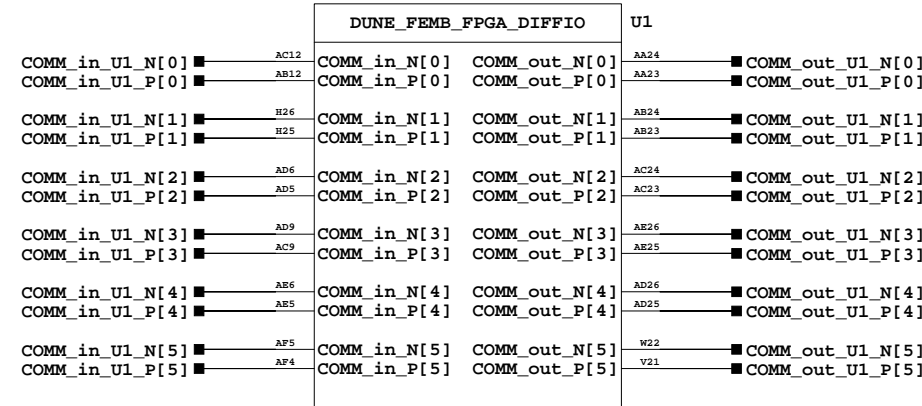 DUNE_FEMB_FPGA_DIFFIO U1
COMM_in_U1_N[0] AC12 COMM_in_N[0] COMM_out_N[0] AA24 COMM_out_U1_N[0]
COMM_in_U1_P[0] AB12 COMM_in_P[0] COMM_out_P[0] AA23 COMM_out_U1_P[0]
COMM_in_U1_N[1] H26 COMM_in_N[1] COMM_out_N[1] AB24 COMM_out_U1_N[1]
COMM_in_U1_P[1] H25 COMM_in_P[1] COMM_out_P[1] AB23 COMM_out_U1_P[1]
COMM_in_U1_N[2] AD6 COMM_in_N[2] COMM_out_N[2] AC24 COMM_out_U1_N[2]
COMM_in_U1_P[2] AD5 COMM_in_P[2] COMM_out_P[2] AC23 COMM_out_U1_P[2]
COMM_in_U1_N[3] AD9 COMM_in_N[3] COMM_out_N[3] AE26 COMM_out_U1_N[3]
COMM_in_U1_P[3] AC9 COMM_in_P[3] COMM_out_P[3] AE25 COMM_out_U1_P[3]
COMM_in_U1_N[4] AE6 COMM_in_N[4] COMM_out_N[4] AD26 COMM_out_U1_N[4]
COMM_in_U1_P[4] AE5 COMM_in_P[4] COMM_out_P[4] AD25 COMM_out_U1_P[4]
COMM_in_U1_N[5] AF5 COMM_in_N[5] COMM_out_N[5] W22 COMM_out_U1_N[5]
COMM_in_U1_P[5] AF4 COMM_in_P[5] COMM_out_P[5] V21 COMM_out_U1_P[5]